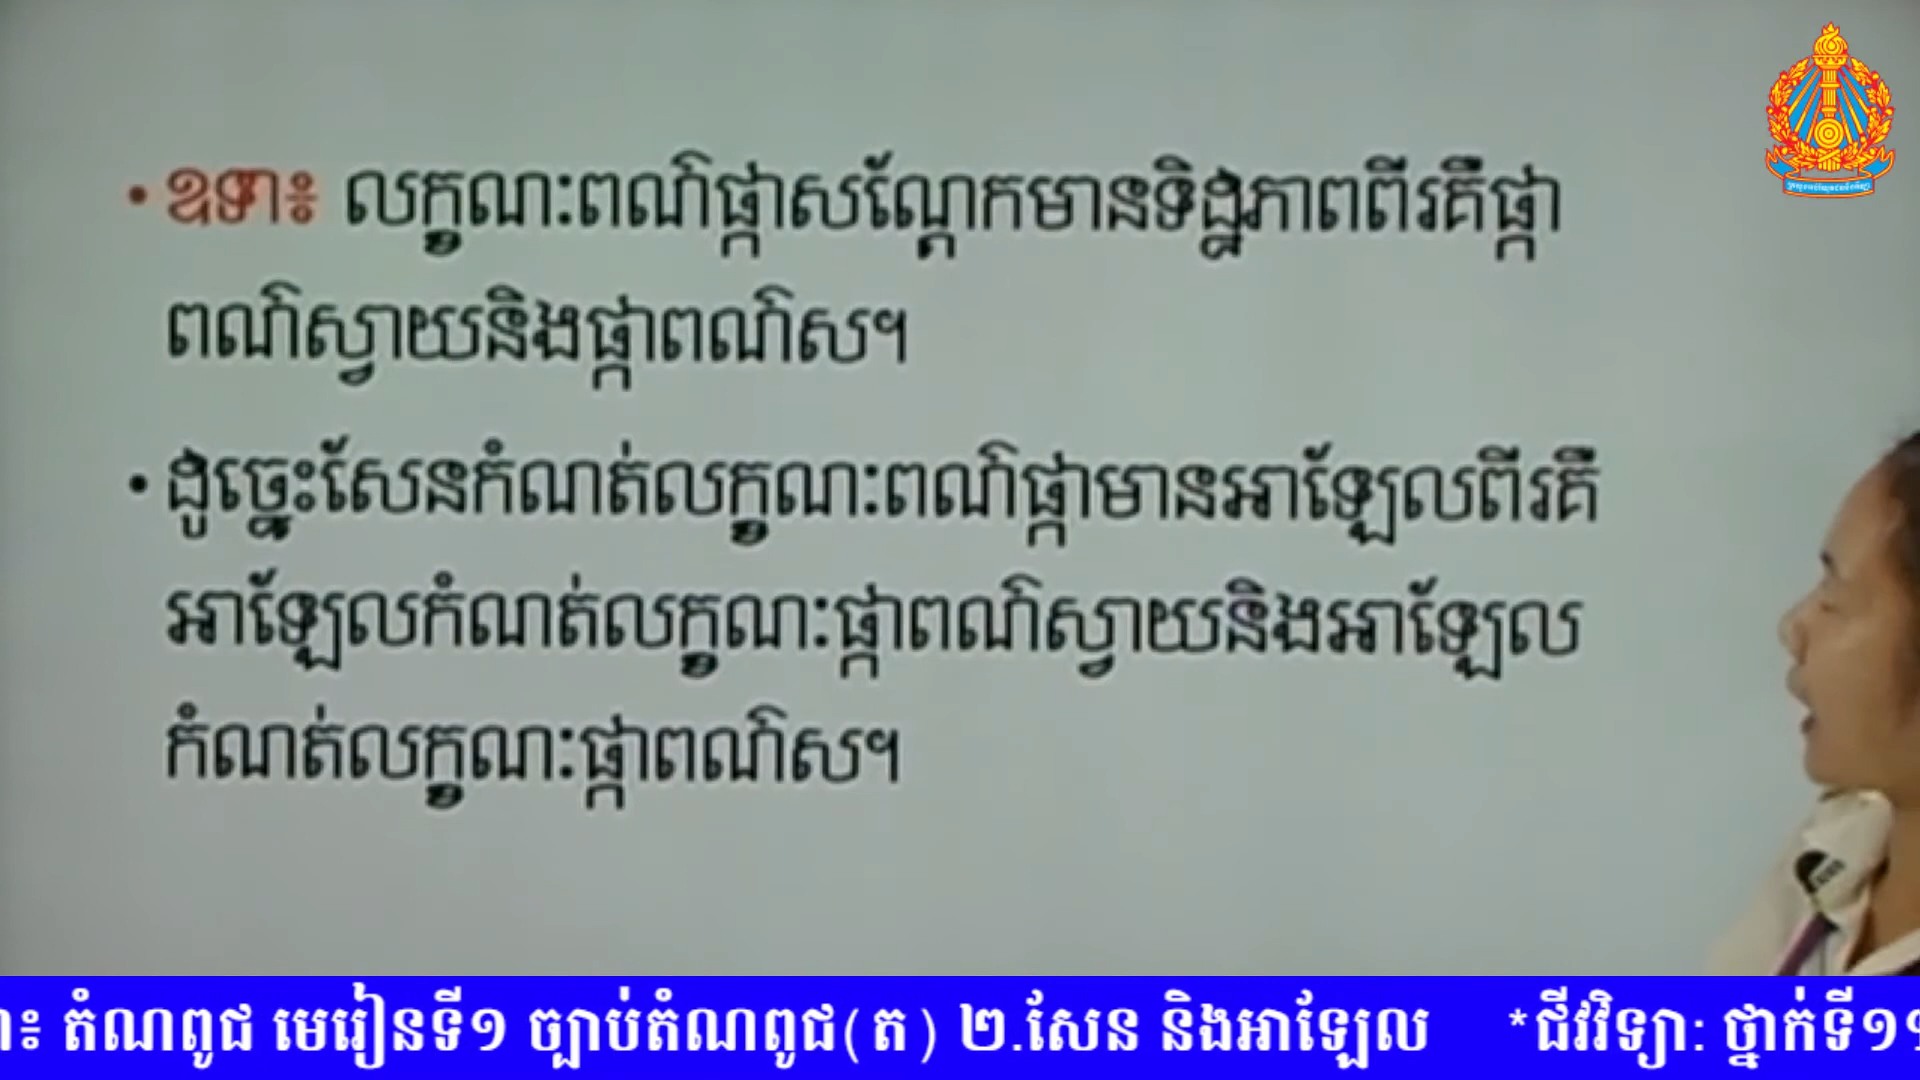 • ឧទា៖ លក្ខណៈពណ៌ផ្កាសណ្តែកមានទិដ្ឋភាពពីរគឺផ្កា
ពណ៌ស្វាយនិងផ្កាពណ៌ស។
• ដូច្នេះសែនកំណត់លក្ខណៈពណ៌ផ្កាមានអាឡែលពីរគឺ
អាឡែលកំណត់លក្ខណៈផ្កាពណ៌ស្វាយនិងអាឡែល
កំណត់លក្ខណៈផ្កាពណ៌ស។
តំណពូជ មេរៀនទី១ ច្បាប់តំណពូជ(ត) ២.សែន និងអាឡែល *ជីវវិទ្យា: ថ្នាក់ទី១